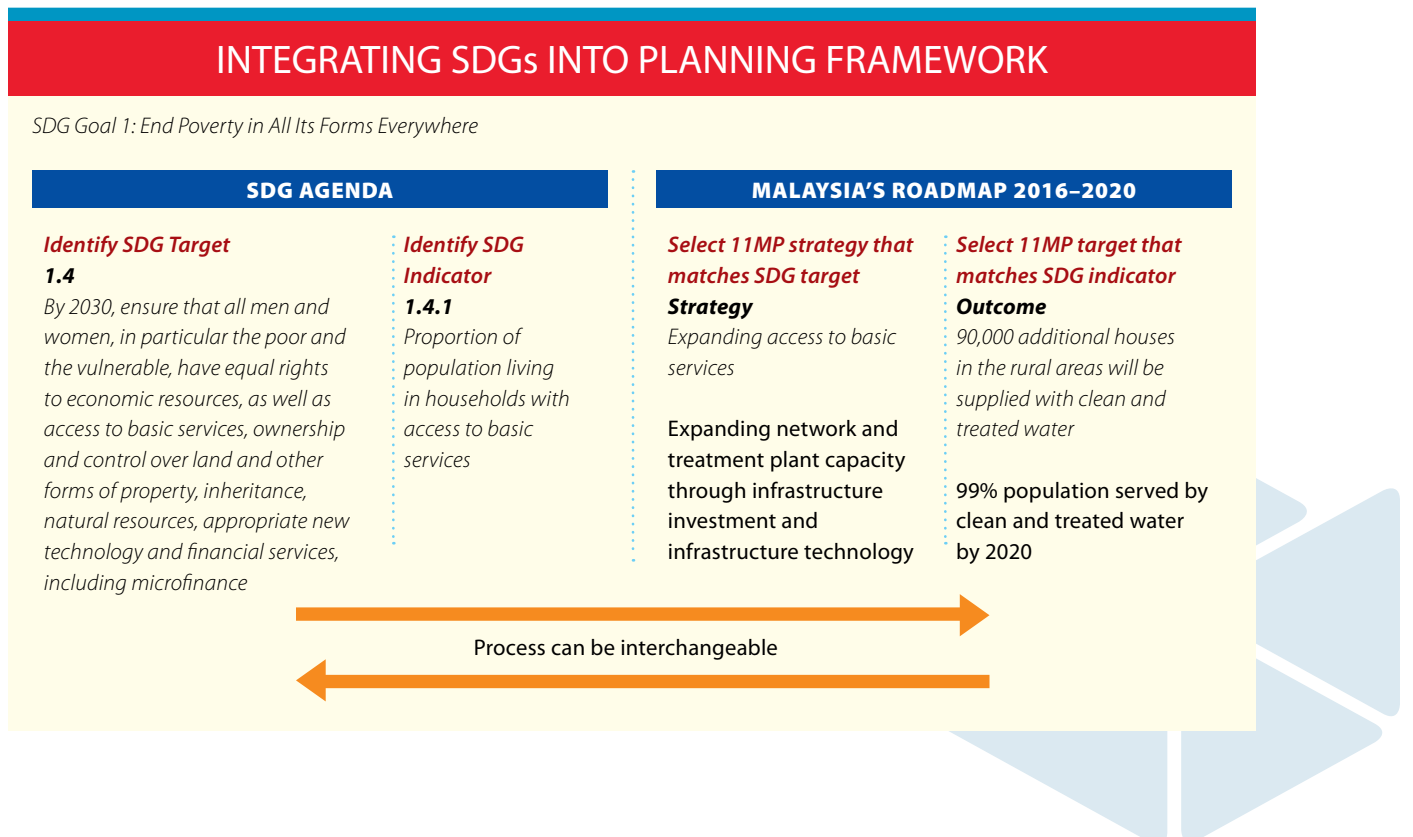 INTEGRATING SDGs INTO PLANNING FRAMEWORK
SDG Goal 1: End Poverty in All Its Forms Everywhere
SDG AGENDA
Identify SDG Target
1.4
By 2030, ensure that all men and
women, in particular the poor and
the vulnerable, have equal rights
to economic resources, as well as
access to basic services, ownership
and control over land and other
forms of property, inheritance,
natural resources, appropriate new
technology and financial services,
including microfinance
Identify SDG
Indicator
1.4.1
Proportion of
population living
in households with
access to basic
services
MALAYSIA'S ROADMAP 2016–2020
Select 11MP strategy that
matches SDG target
Strategy
Expanding access to basic
services
Expanding network and
treatment plant capacity
through infrastructure
investment and
infrastructure technology
Select 11MP target that
matches SDG indicator
Outcome
90,000 additional houses
in the rural areas will be
supplied with clean and
treated water
99% population served by
clean and treated water
by 2020
Process can be interchangeable